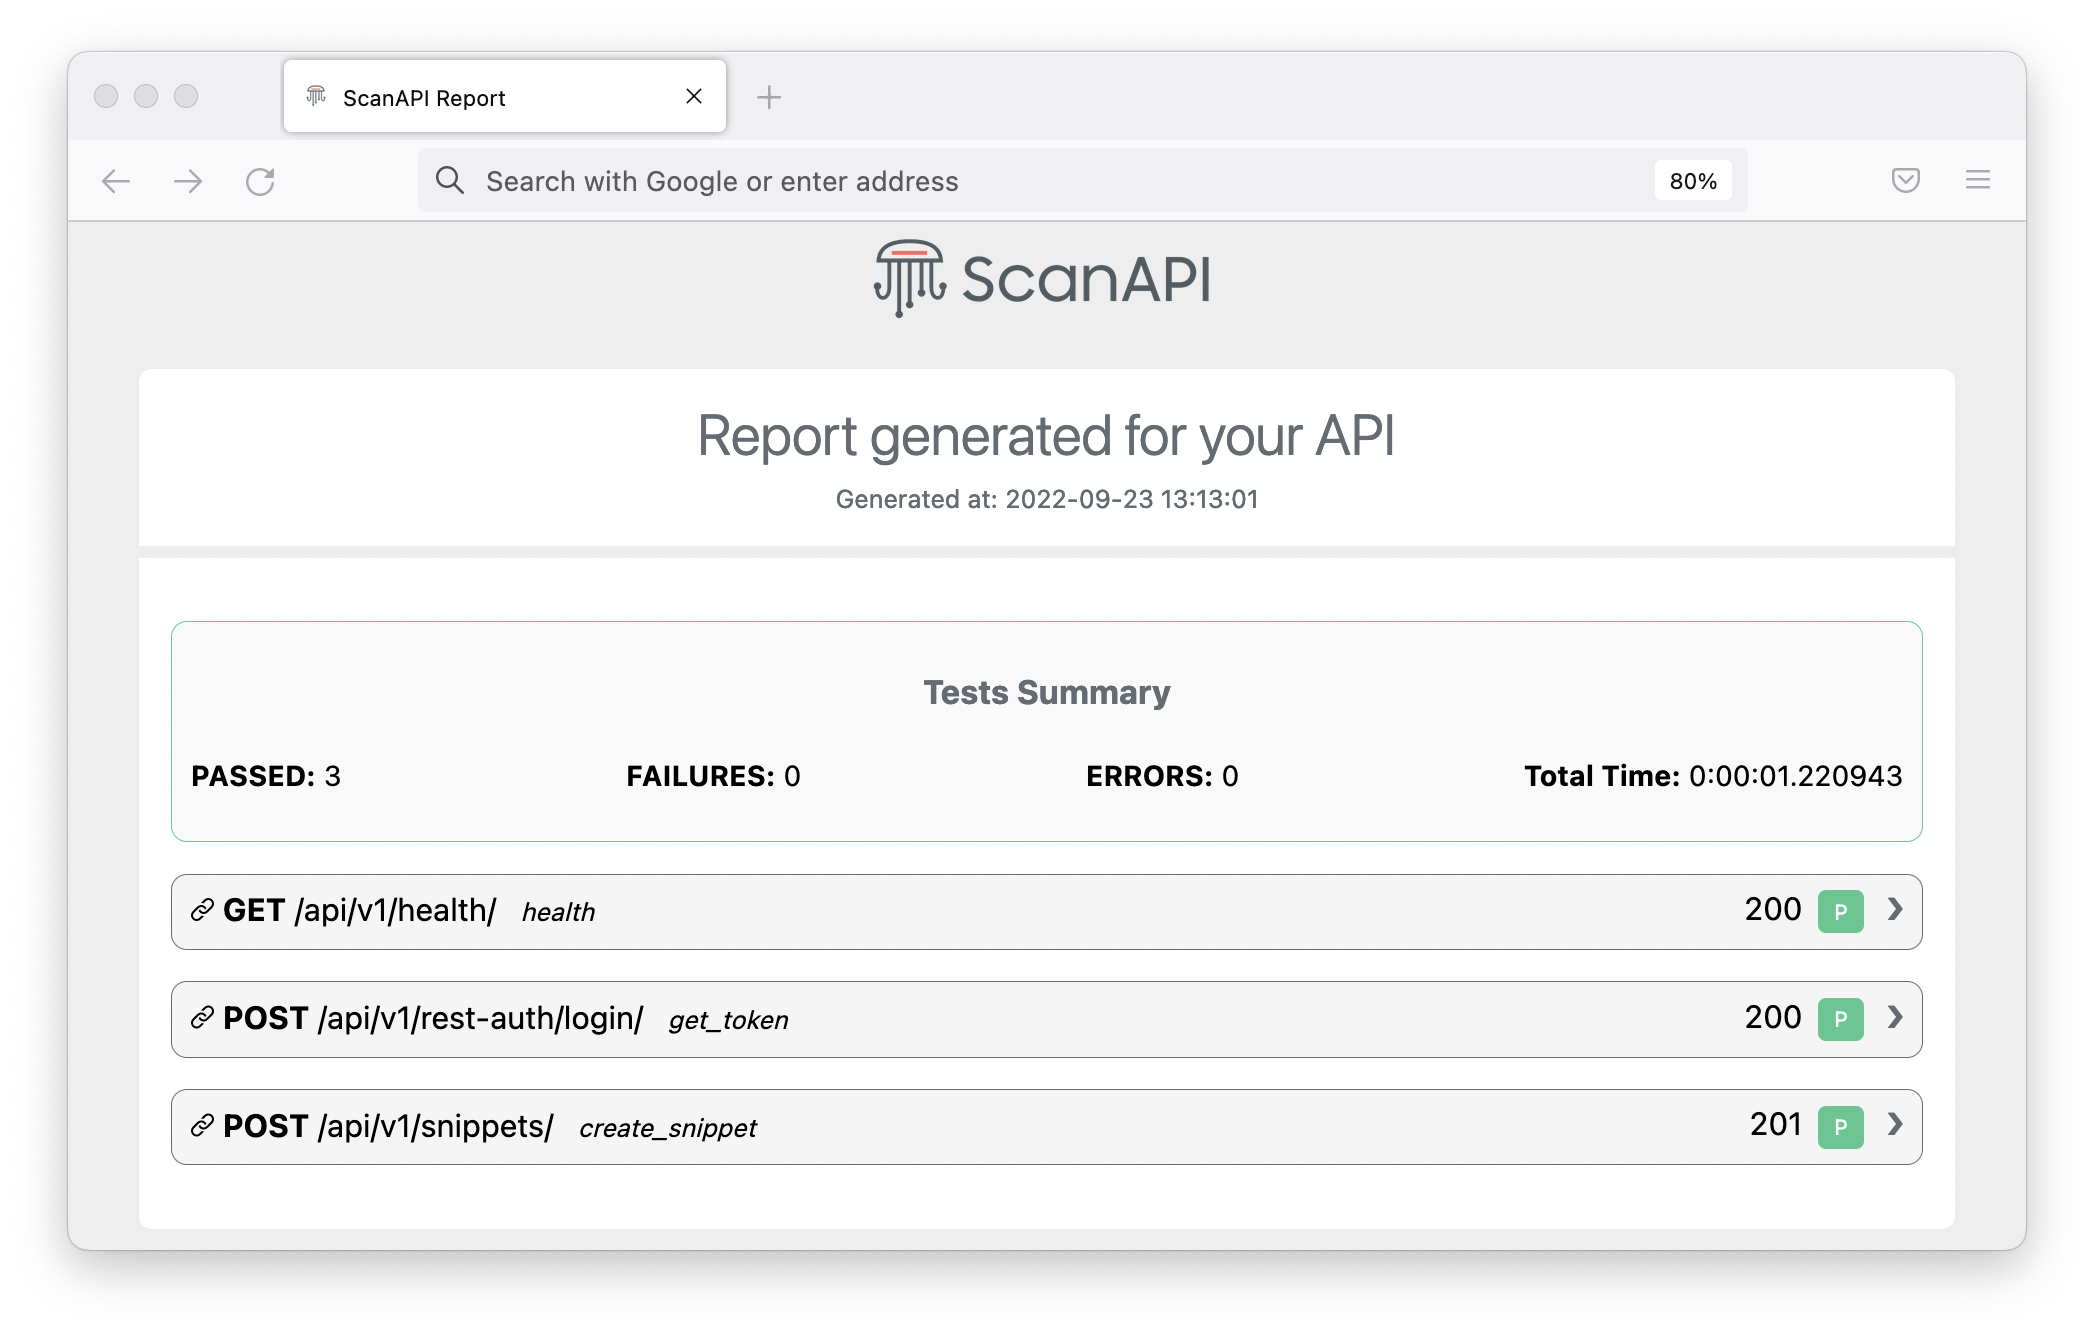 ScanAPI Report
Search with Google or enter address 80%
ScanAPI
Report generated for your API
Generated at: 2022-09-23 13:13:01
Tests Summary
PASSED: 3 FAILURES: 0 ERRORS: 0 Total Time: 0:00:01.220943
GET /api/v1/health/ health 200 P
POST /api/v1/rest-auth/login/ get_token 200 P
POST /api/v1/snippets/ create_snippet 201 P